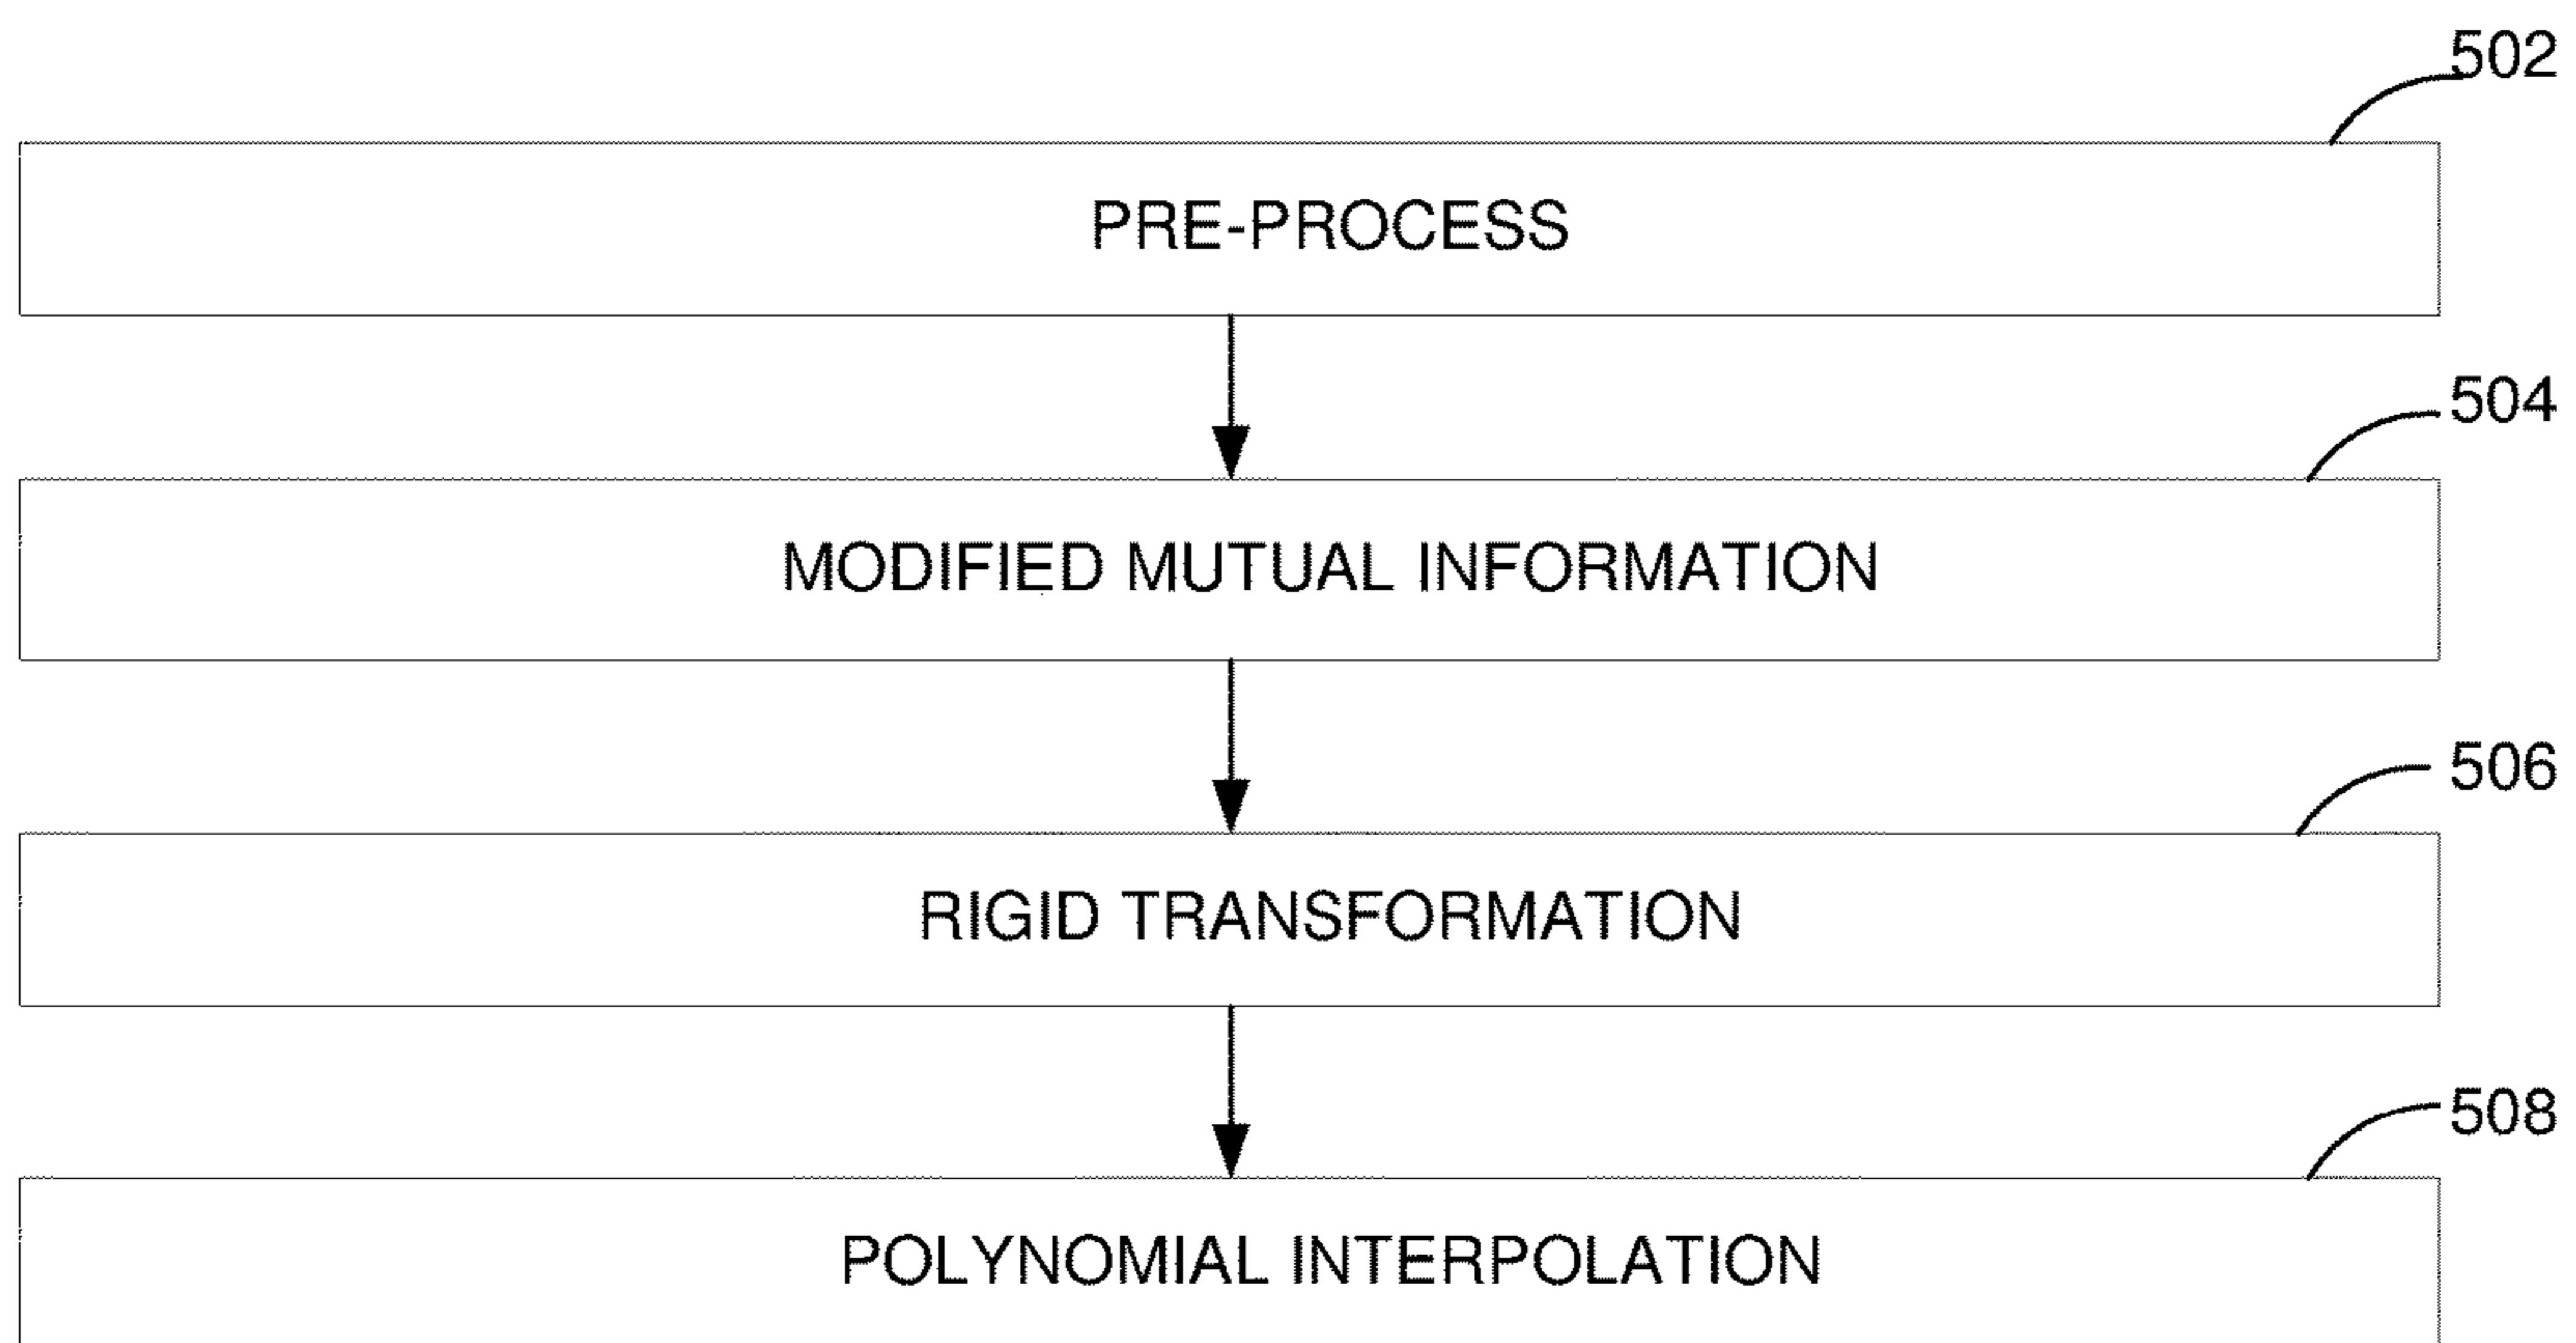 502
PRE-PROCESS
504
MODIFIED MUTUAL INFORMATION
506
RIGID TRANSFORMATION
508
POLYNOMIAL INTERPOLATION